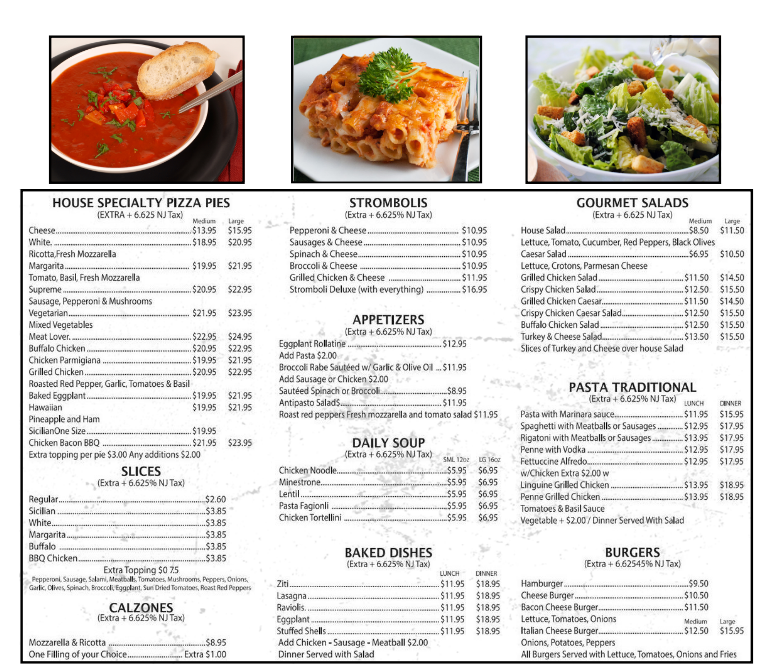 HOUSE SPECIALTY PIZZA PIES
(EXTRA + 6.625 NJ Tax)
Medium Large
Cheese $13.95 $15.95
White. $18.95 $20.95
Ricotta,Fresh Mozzarella
Margarita $19.95 $21.95
Tomato, Basil, Fresh Mozzarella
Supreme $20.95 $22.95
Sausage, Pepperoni & Mushrooms
Vegetarian $21.95 $23.95
Mixed Vegetables
Meat Lover. $22.95 $24.95
Buffalo Chicken $20.95 $22.95
Chicken Parmigiana $19.95 $21.95
Grilled Chicken $20.95 $22.95
Roasted Red Pepper, Garlic, Tomatoes & Basil
Baked Eggplant $19.95 $21.95
Hawaiian $19.95 $21.95
Pineapple and Ham
SicilianOne Size $19.95
Chicken Bacon BBQ $21.95 $23.95
Extra topping per pie $3.00 Any additions $2.00
SLICES
(Extra + 6.625% NJ Tax)
Regular $2.60
Sicilian $3.85
White $3.85
Margarita $3.85
Buffalo $3.85
BBQ Chicken $3.85
Extra Topping $0 75
Pepperoni, Sausage, Salami, Meatballs, Tomatoes, Mushrooms, Peppers, Onions,
Garlic, Olives, Spinach, Broccoli, Eggplant, Sun Dried Tomatoes, Roast Red Peppers
CALZONES
(Extra + 6.625% NJ Tax)
Mozzarella & Ricotta $8.95
One Filling of your Choice Extra $1.00
STROMBOLIS
(Extra + 6.625% NJ Tax)
Pepperoni & Cheese $10.95
Sausages & Cheese $10.95
Spinach & Cheese $10.95
Broccoli & Cheese $10.95
Grilled Chicken & Cheese $11.95
Stromboli Deluxe (with everything) $16.95
APPETIZERS
(Extra + 6.625% NJ Tax)
Eggplant Rollatine $12.95
Add Pasta $2.00
Broccoli Rabe Sautéed w/ Garlic & Olive Oil ...$11.95
Add Sausage or Chicken $2.00
Sautéed Spinach or Broccoli $8.95
Antipasto Salad $11.95
Roast red peppers Fresh mozzarella and tomato salad $11.95
DAILY SOUP
(Extra + 6.625% NJ Tax)
SML 12oz LG 16oz
Chicken Noodle $5.95 $6.95
Minestrone $5.95 $6.95
Lentil $5.95 $6.95
Pasta Fagionli $5.95 $6.95
Chicken Tortellini $5.95 $6.95
BAKED DISHES
(Extra + 6.625% NJ Tax)
LUNCH DINNER
Ziti $11.95 $18.95
Lasagna $11.95 $18.95
Raviolis. $11.95 $18.95
Eggplant $11.95 $18.95
Stuffed Shells $11.95 $18.95
Add Chicken - Sausage - Meatball $2.00
Dinner Served with Salad
GOURMET SALADS
(Extra + 6.625 NJ Tax)
Medium Large
House Salad $8.50 $11.50
Lettuce, Tomato, Cucumber, Red Peppers, Black Olives
Caesar Salad $6.95 $10.50
Lettuce, Crotons, Parmesan Cheese
Grilled Chicken Salad $11.50 $14.50
Crispy Chicken Salad $12.50 $15.50
Grilled Chicken Caesar $11.50 $14.50
Crispy Chicken Caesar Salad $12.50 $15.50
Buffalo Chicken Salad $12.50 $15.50
Turkey & Cheese Salad $13.50 $15.50
Slices of Turkey and Cheese over house Salad
PASTA TRADITIONAL
(Extra + 6.625% NJ Tax)
LUNCH DINNER
Pasta with Marinara sauce $11.95 $15.95
Spaghetti with Meatballs or Sausages $12.95 $17.95
Rigatoni with Meatballs or Sausages $13.95 $17.95
Penne with Vodka $12.95 $17.95
Fettuccine Alfredo $12.95 $17.95
w/Chicken Extra $2.00 w
Linguine Grilled Chicken $13.95 $18.95
Penne Grilled Chicken $13.95 $18.95
Tomatoes & Basil Sauce
Vegetable + $2.00 / Dinner Served With Salad
BURGERS
(Extra + 6.62545% NJ Tax)
Hamburger $9.50
Cheese Burger $10.50
Bacon Cheese Burger $11.50
Lettuce, Tomatoes, Onions Medium Large
Italian Cheese Burger $12.50 $15.95
Onions, Potatoes, Peppers
All Burgers Served with Lettuce, Tomatoes, Onions and Fries